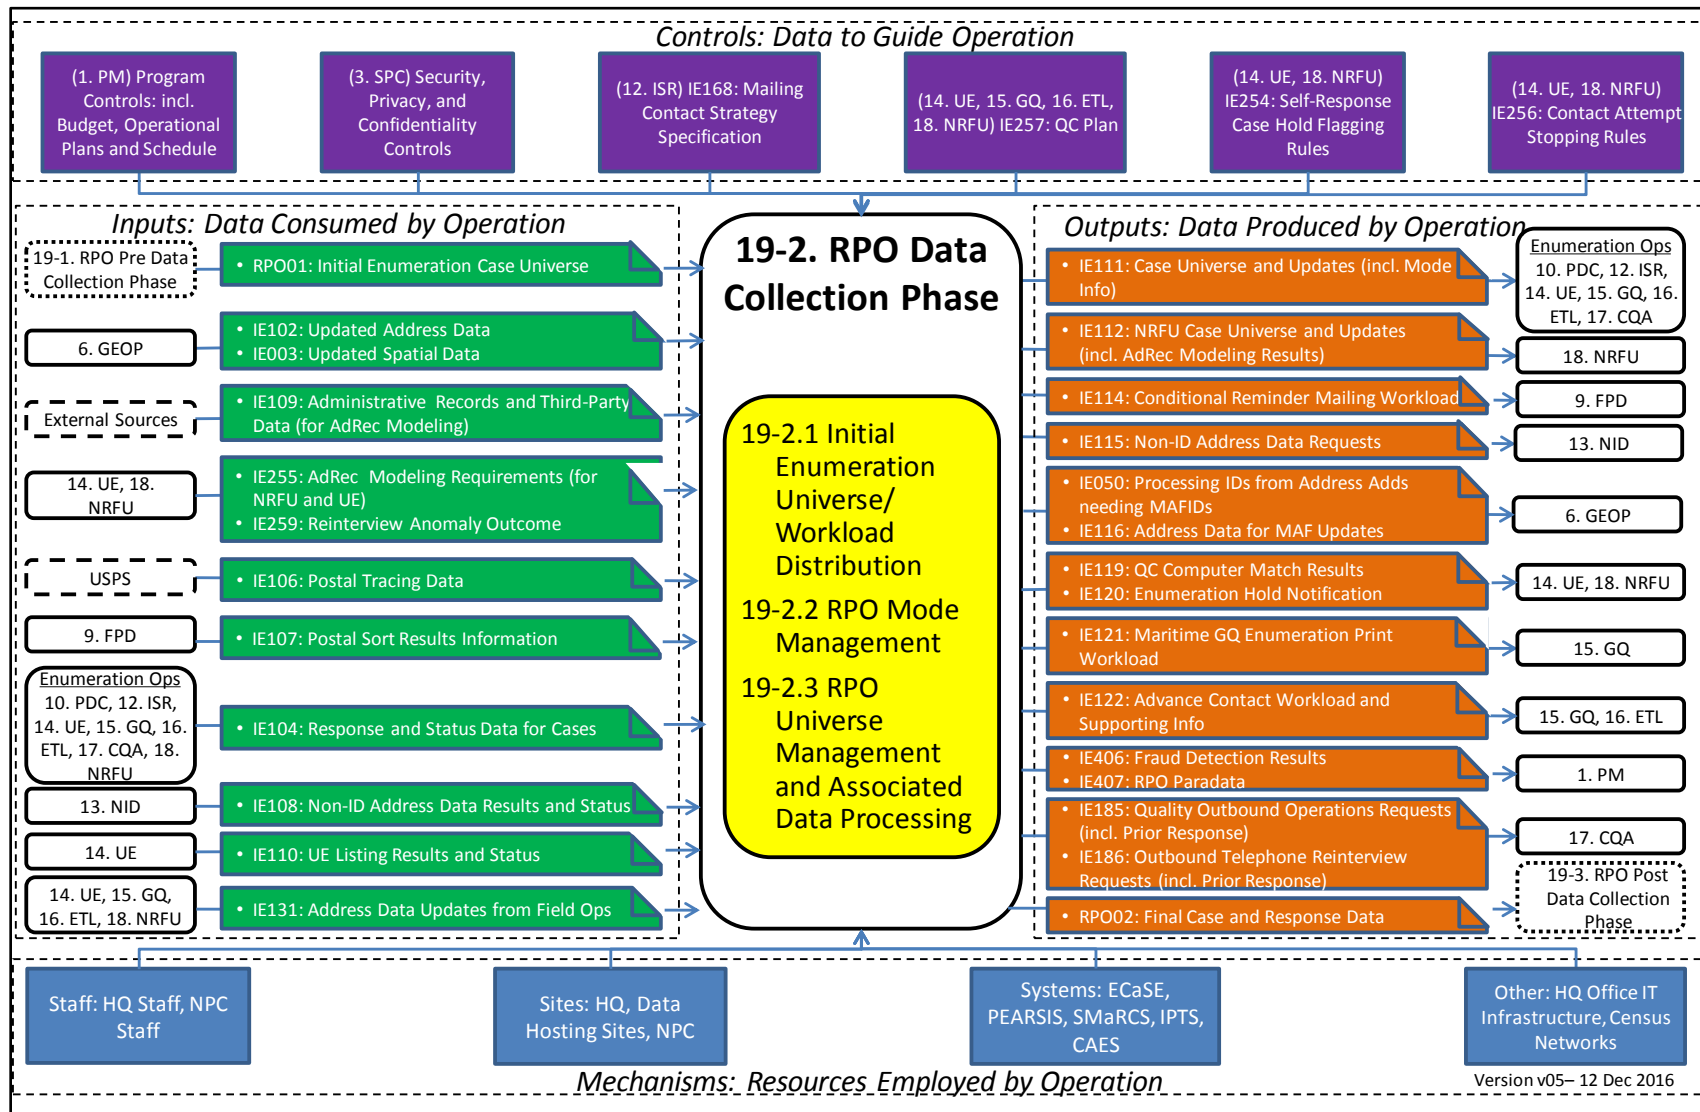 Controls: Data to Guide Operation
(1. PM) Program
Controls: incl.
Budget, Operational
Plans and Schedule
(3. SPC) Security,
Privacy, and
Confidentiality
Controls
(12. ISR) IE168: Mailing
Contact Strategy
Specification
(14. UE, 15. GQ, 16. ETL,
18. NRFU) IE257: QC Plan
(14. UE, 18. NRFU)
IE254: Self-Response
Case Hold Flagging
Rules
(14. UE, 18. NRFU)
IE256: Contact Attempt
Stopping Rules
Inputs: Data Consumed by Operation
19-1. RPO Pre Data
Collection Phase
• RPO01: Initial Enumeration Case Universe
6. GEOP
• IE102: Updated Address Data
• IE003: Updated Spatial Data
External Sources
• IE109: Administrative Records and Third-Party
Data (for AdRec Modeling)
14. UE, 18.
NRFU
• IE255: AdRec Modeling Requirements (for
NRFU and UE)
• IE259: Reinterview Anomaly Outcome
USPS
• IE106: Postal Tracing Data
9. FPD
• IE107: Postal Sort Results Information
Enumeration Ops
10. PDC, 12. ISR,
14. UE, 15. GQ, 16.
ETL, 17. CQA, 18.
NRFU
• IE104: Response and Status Data for Cases
13. NID
• IE108: Non-ID Address Data Results and Status
14. UE
• IE110: UE Listing Results and Status
14. UE, 15. GQ,
16. ETL, 18. NRFU
• IE131: Address Data Updates from Field Ops
19-2. RPO Data
Collection Phase
19-2.1 Initial
Enumeration
Universe/
Workload
Distribution
19-2.2 RPO Mode
Management
19-2.3 RPO
Universe
Management
and Associated
Data Processing
Outputs: Data Produced by Operation
• IE111: Case Universe and Updates (incl. Mode
Info)
Enumeration Ops
10. PDC, 12. ISR,
14. UE, 15. GQ, 16.
ETL, 17. CQA
• IE112: NRFU Case Universe and Updates
(incl. AdRec Modeling Results)
18. NRFU
• IE114: Conditional Reminder Mailing Workload
9. FPD
• IE115: Non-ID Address Data Requests
13. NID
• IE050: Processing IDs from Address Adds
needing MAFIDs
• IE116: Address Data for MAF Updates
6. GEOP
• IE119: QC Computer Match Results
• IE120: Enumeration Hold Notification
14. UE, 18. NRFU
• IE121: Maritime GQ Enumeration Print
Workload
15. GQ
• IE122: Advance Contact Workload and
Supporting Info
15. GQ, 16. ETL
• IE406: Fraud Detection Results
• IE407: RPO Paradata
1. PM
• IE185: Quality Outbound Operations Requests
(incl. Prior Response)
• IE186: Outbound Telephone Reinterview
Requests (incl. Prior Response)
17. CQA
• RPO02: Final Case and Response Data
19-3. RPO Post
Data Collection
Phase
Staff: HQ Staff, NPC
Staff
Sites: HQ, Data
Hosting Sites, NPC
Systems: ECaSE,
PEARSIS, SMaRCS, IPTS,
CAES
Other: HQ Office IT
Infrastructure, Census
Networks
Mechanisms: Resources Employed by Operation
Version v05– 12 Dec 2016